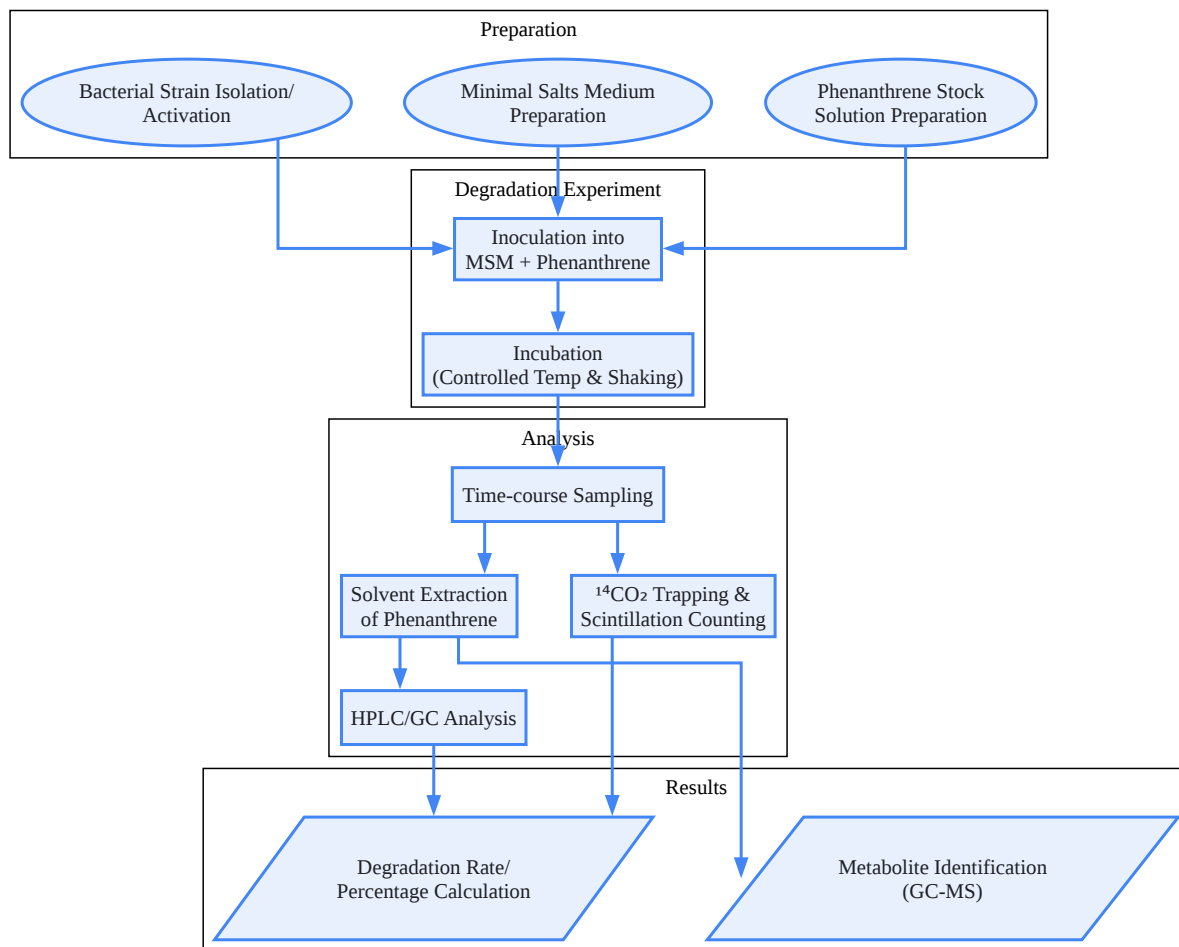 Preparation
Bacterial Strain Isolation/
Activation
Minimal Salts Medium
Preparation
Phenanthrene Stock
Solution Preparation
Degradation Experiment
Inoculation into
MSM + Phenanthrene
Incubation
(Controlled Temp & Shaking)
Analysis
Time-course Sampling
Solvent Extraction
of Phenanthrene
¹⁴CO₂ Trapping &
Scintillation Counting
HPLC/GC Analysis
Results
Degradation Rate/
Percentage Calculation
Metabolite Identification
(GC-MS)